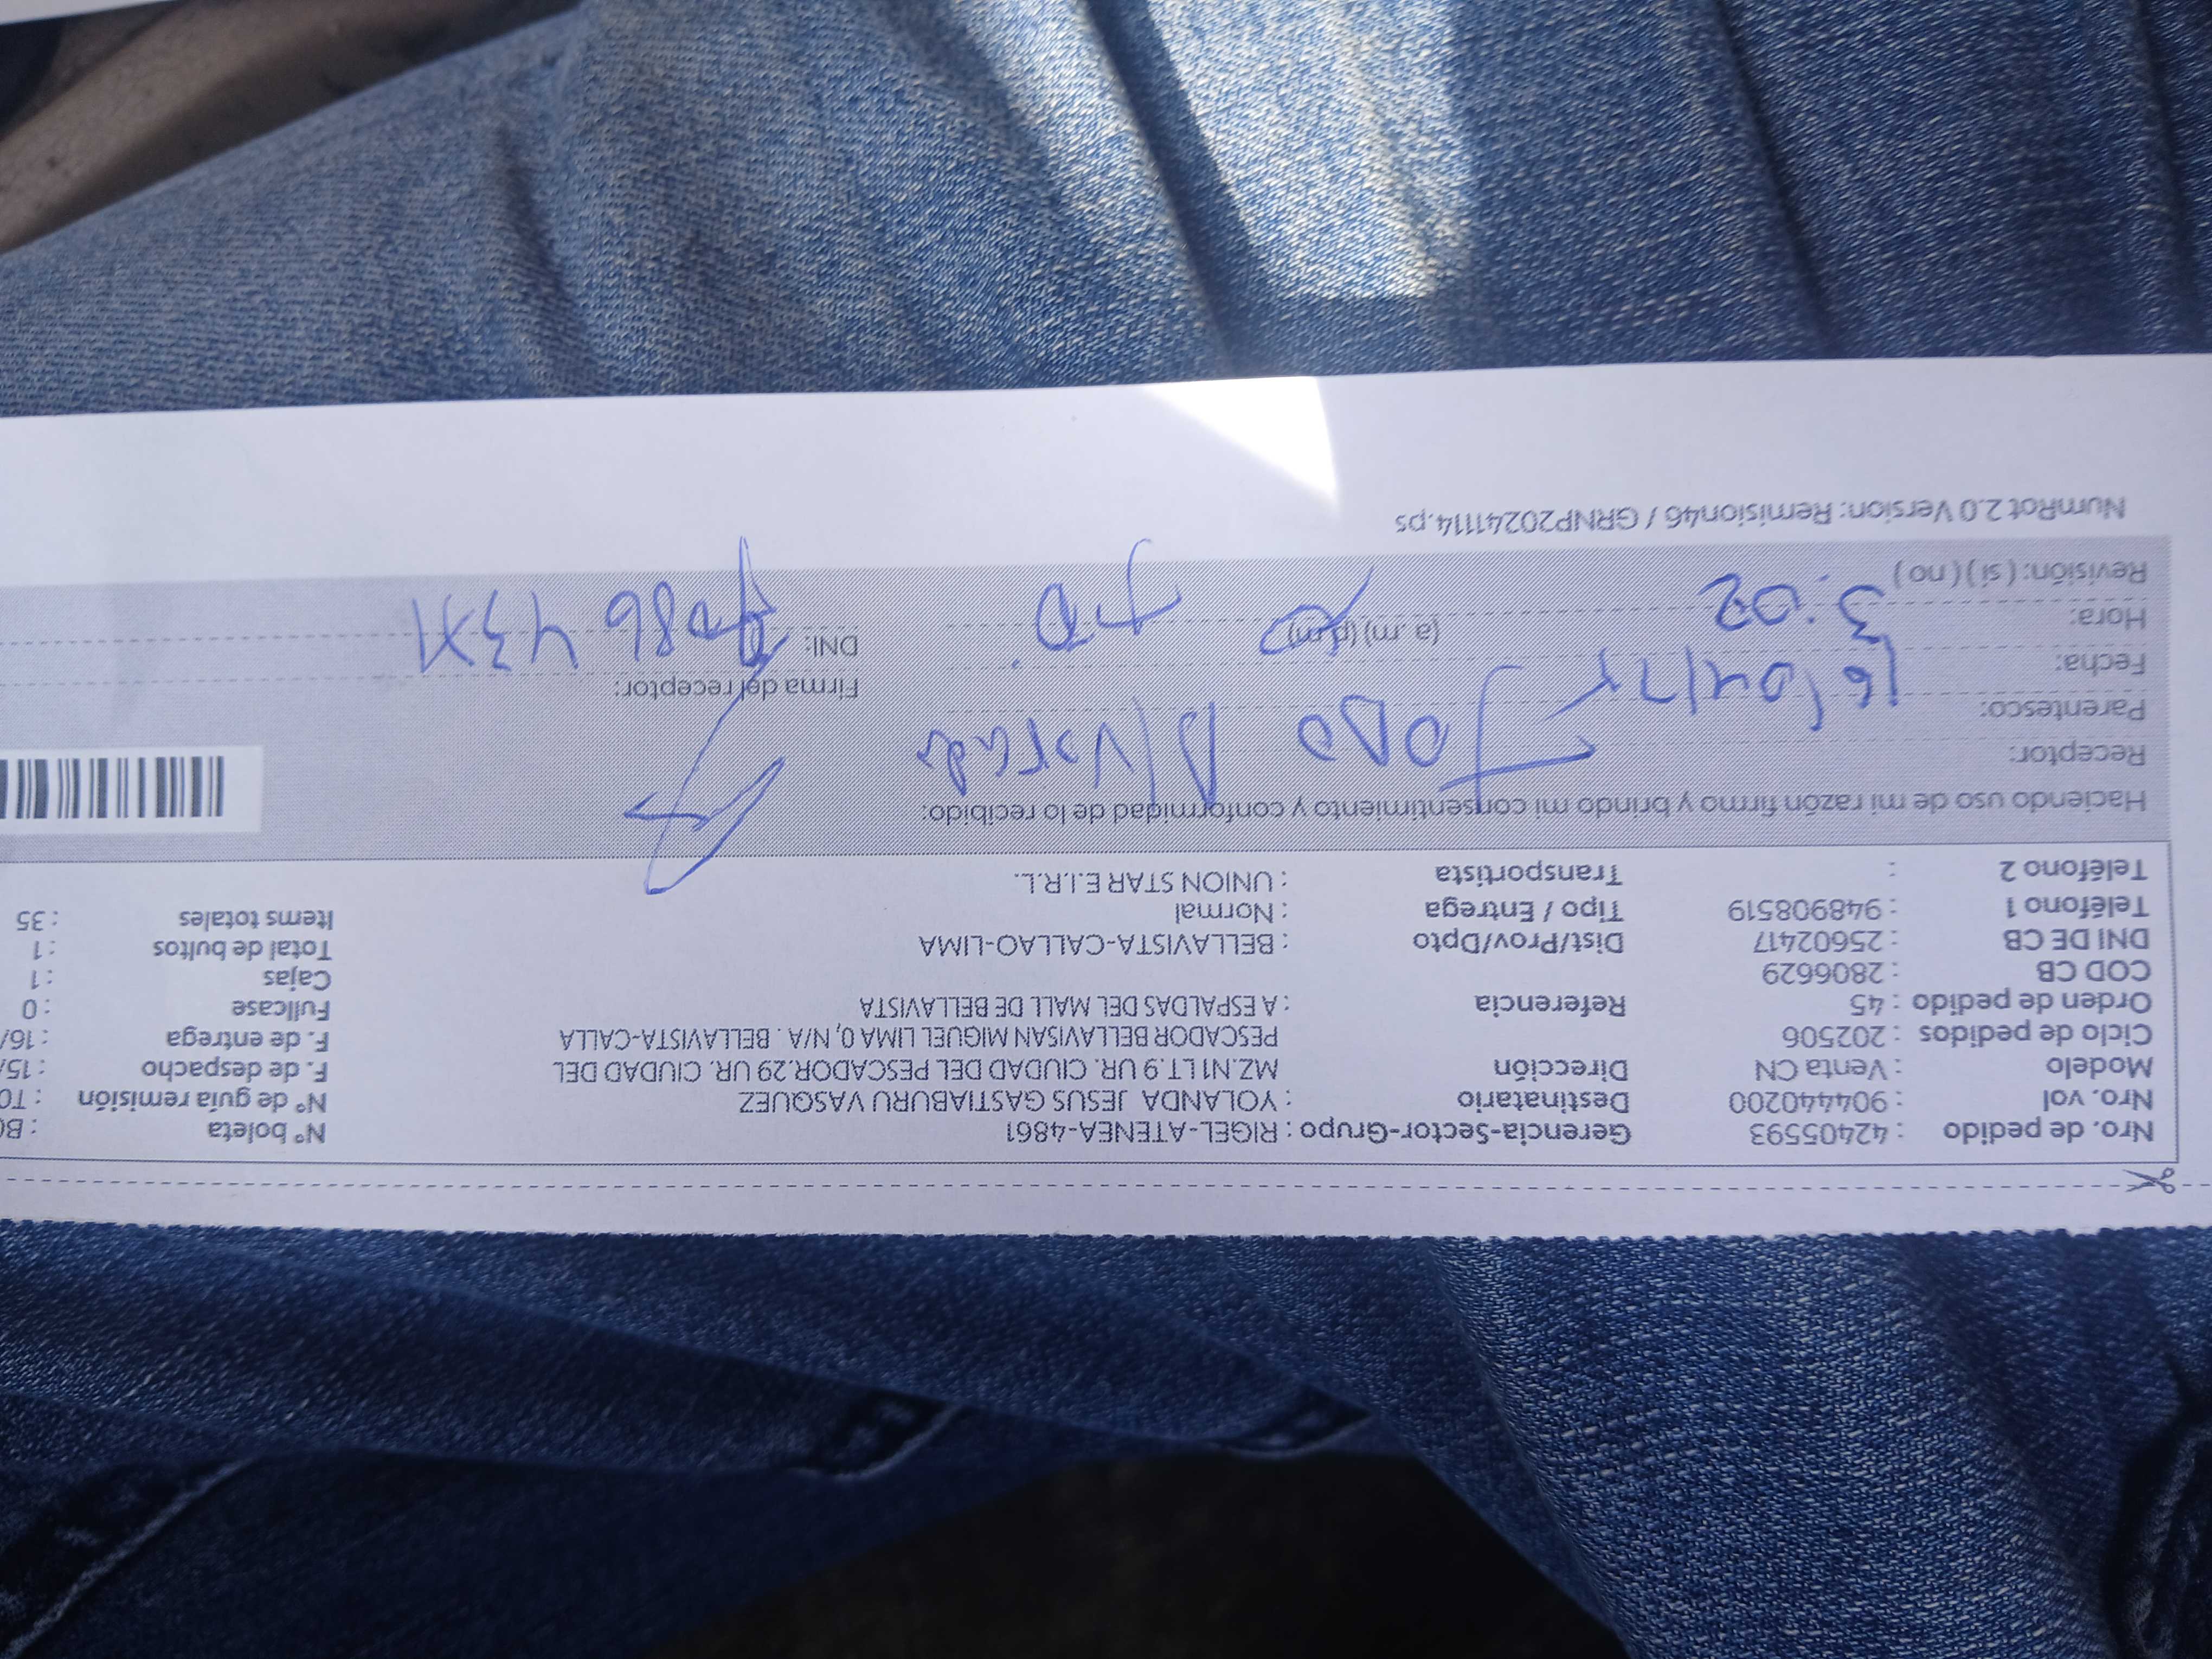 Nro. de pedido : 42405593 Gerencia-Sector-Grupo : RIGEL-ATENEA-4861 N° boleta
Nro. vol : 904440200 Destinatario : YOLANDA JESUS GASTIABURU VASQUEZ N° de guía remisión
Modelo : Venta CN Dirección MZ.N1 LT.9 UR. CIUDAD DEL PESCADOR.29 UR. CIUDAD DEL F. de despacho : 15/
Ciclo de pedidos : 202506 PESCADOR BELLAVISAN MIGUEL LIMA 0, N/A . BELLAVISTA-CALLA F. de entrega : 16/
Orden de pedido : 45 Referencia : A ESPALDAS DEL MALL DE BELLAVISTA Fullcase : 0
COD CB : 2806629 Cajas : 1
DNI DE CB : 25602417 Dist/Prov/Dpto : BELLAVISTA-CALLAO-LIMA Total de bultos : 1
Teléfono 1 : 948908519 Tipo / Entrega : Normal Items totales : 35
Teléfono 2 : Transportista : UNION STAR E.I.R.L.
Haciendo uso de mi razón firmo y brindo mi consentimiento y conformidad de lo recibido:
Receptor:
Parentesco:
Fecha: 16/04/25 Firma del receptor:
Hora: 3:02 (a .m) (p.m) DNI:
Revisión: ( si ) ( no )
NumRot 2.0 Version: Remision46 / GRNP20241114.ps